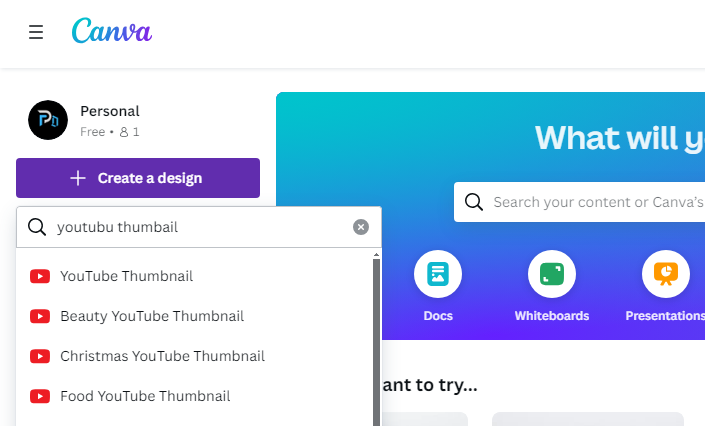 Canva
Personal
Free • 1
Create a design
youtubu thumbail
YouTube Thumbnail
Beauty YouTube Thumbnail
Christmas YouTube Thumbnail
Food YouTube Thumbnail
What will y
Search your content or Canva's
Docs
Whiteboards
Presentations
ant to try...